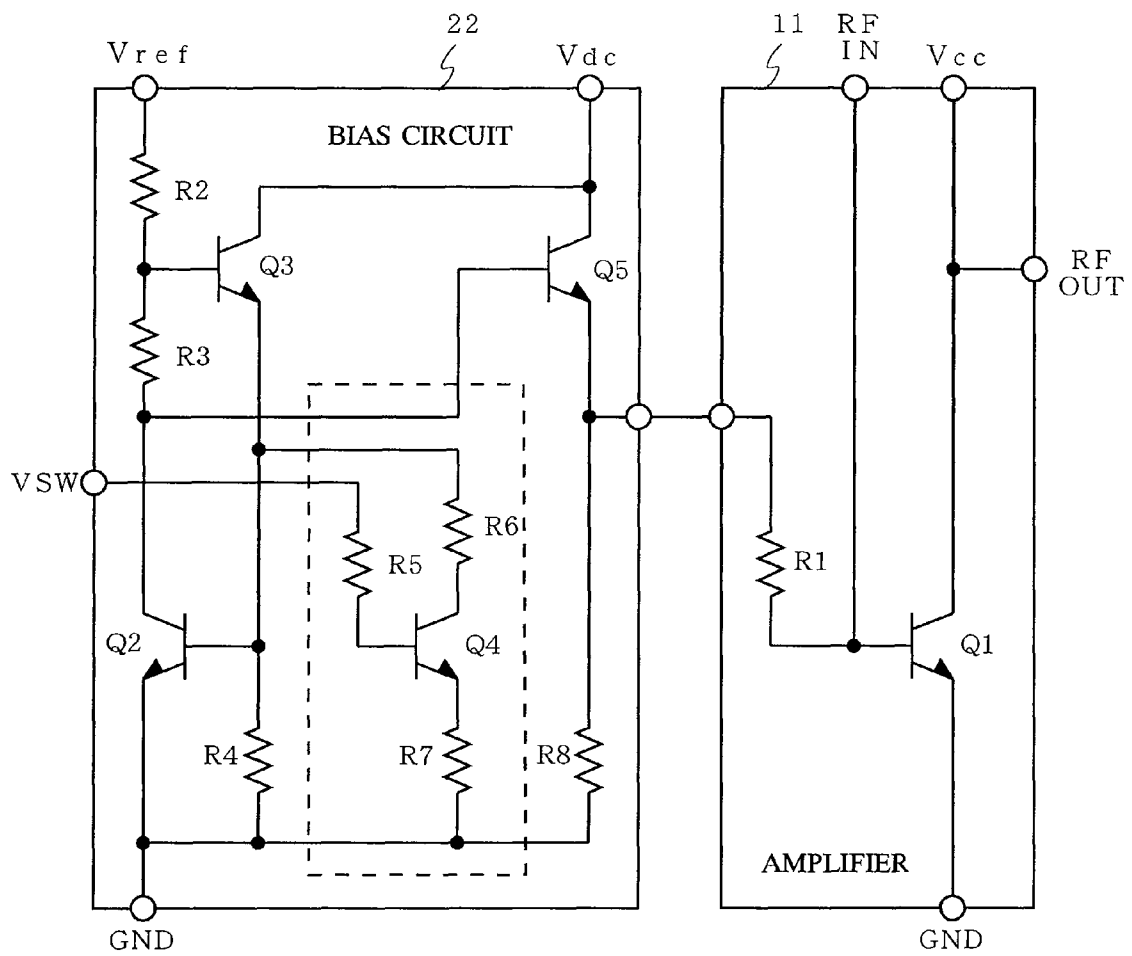 22
11
RF
IN
Vref
Vdc
Vcc
BIAS CIRCUIT
R2
Q3
Q5
RF
OUT
R3
VSW
R6
R5
R1
Q2
Q4
Q1
R4
R7
R8
AMPLIFIER
GND
GND